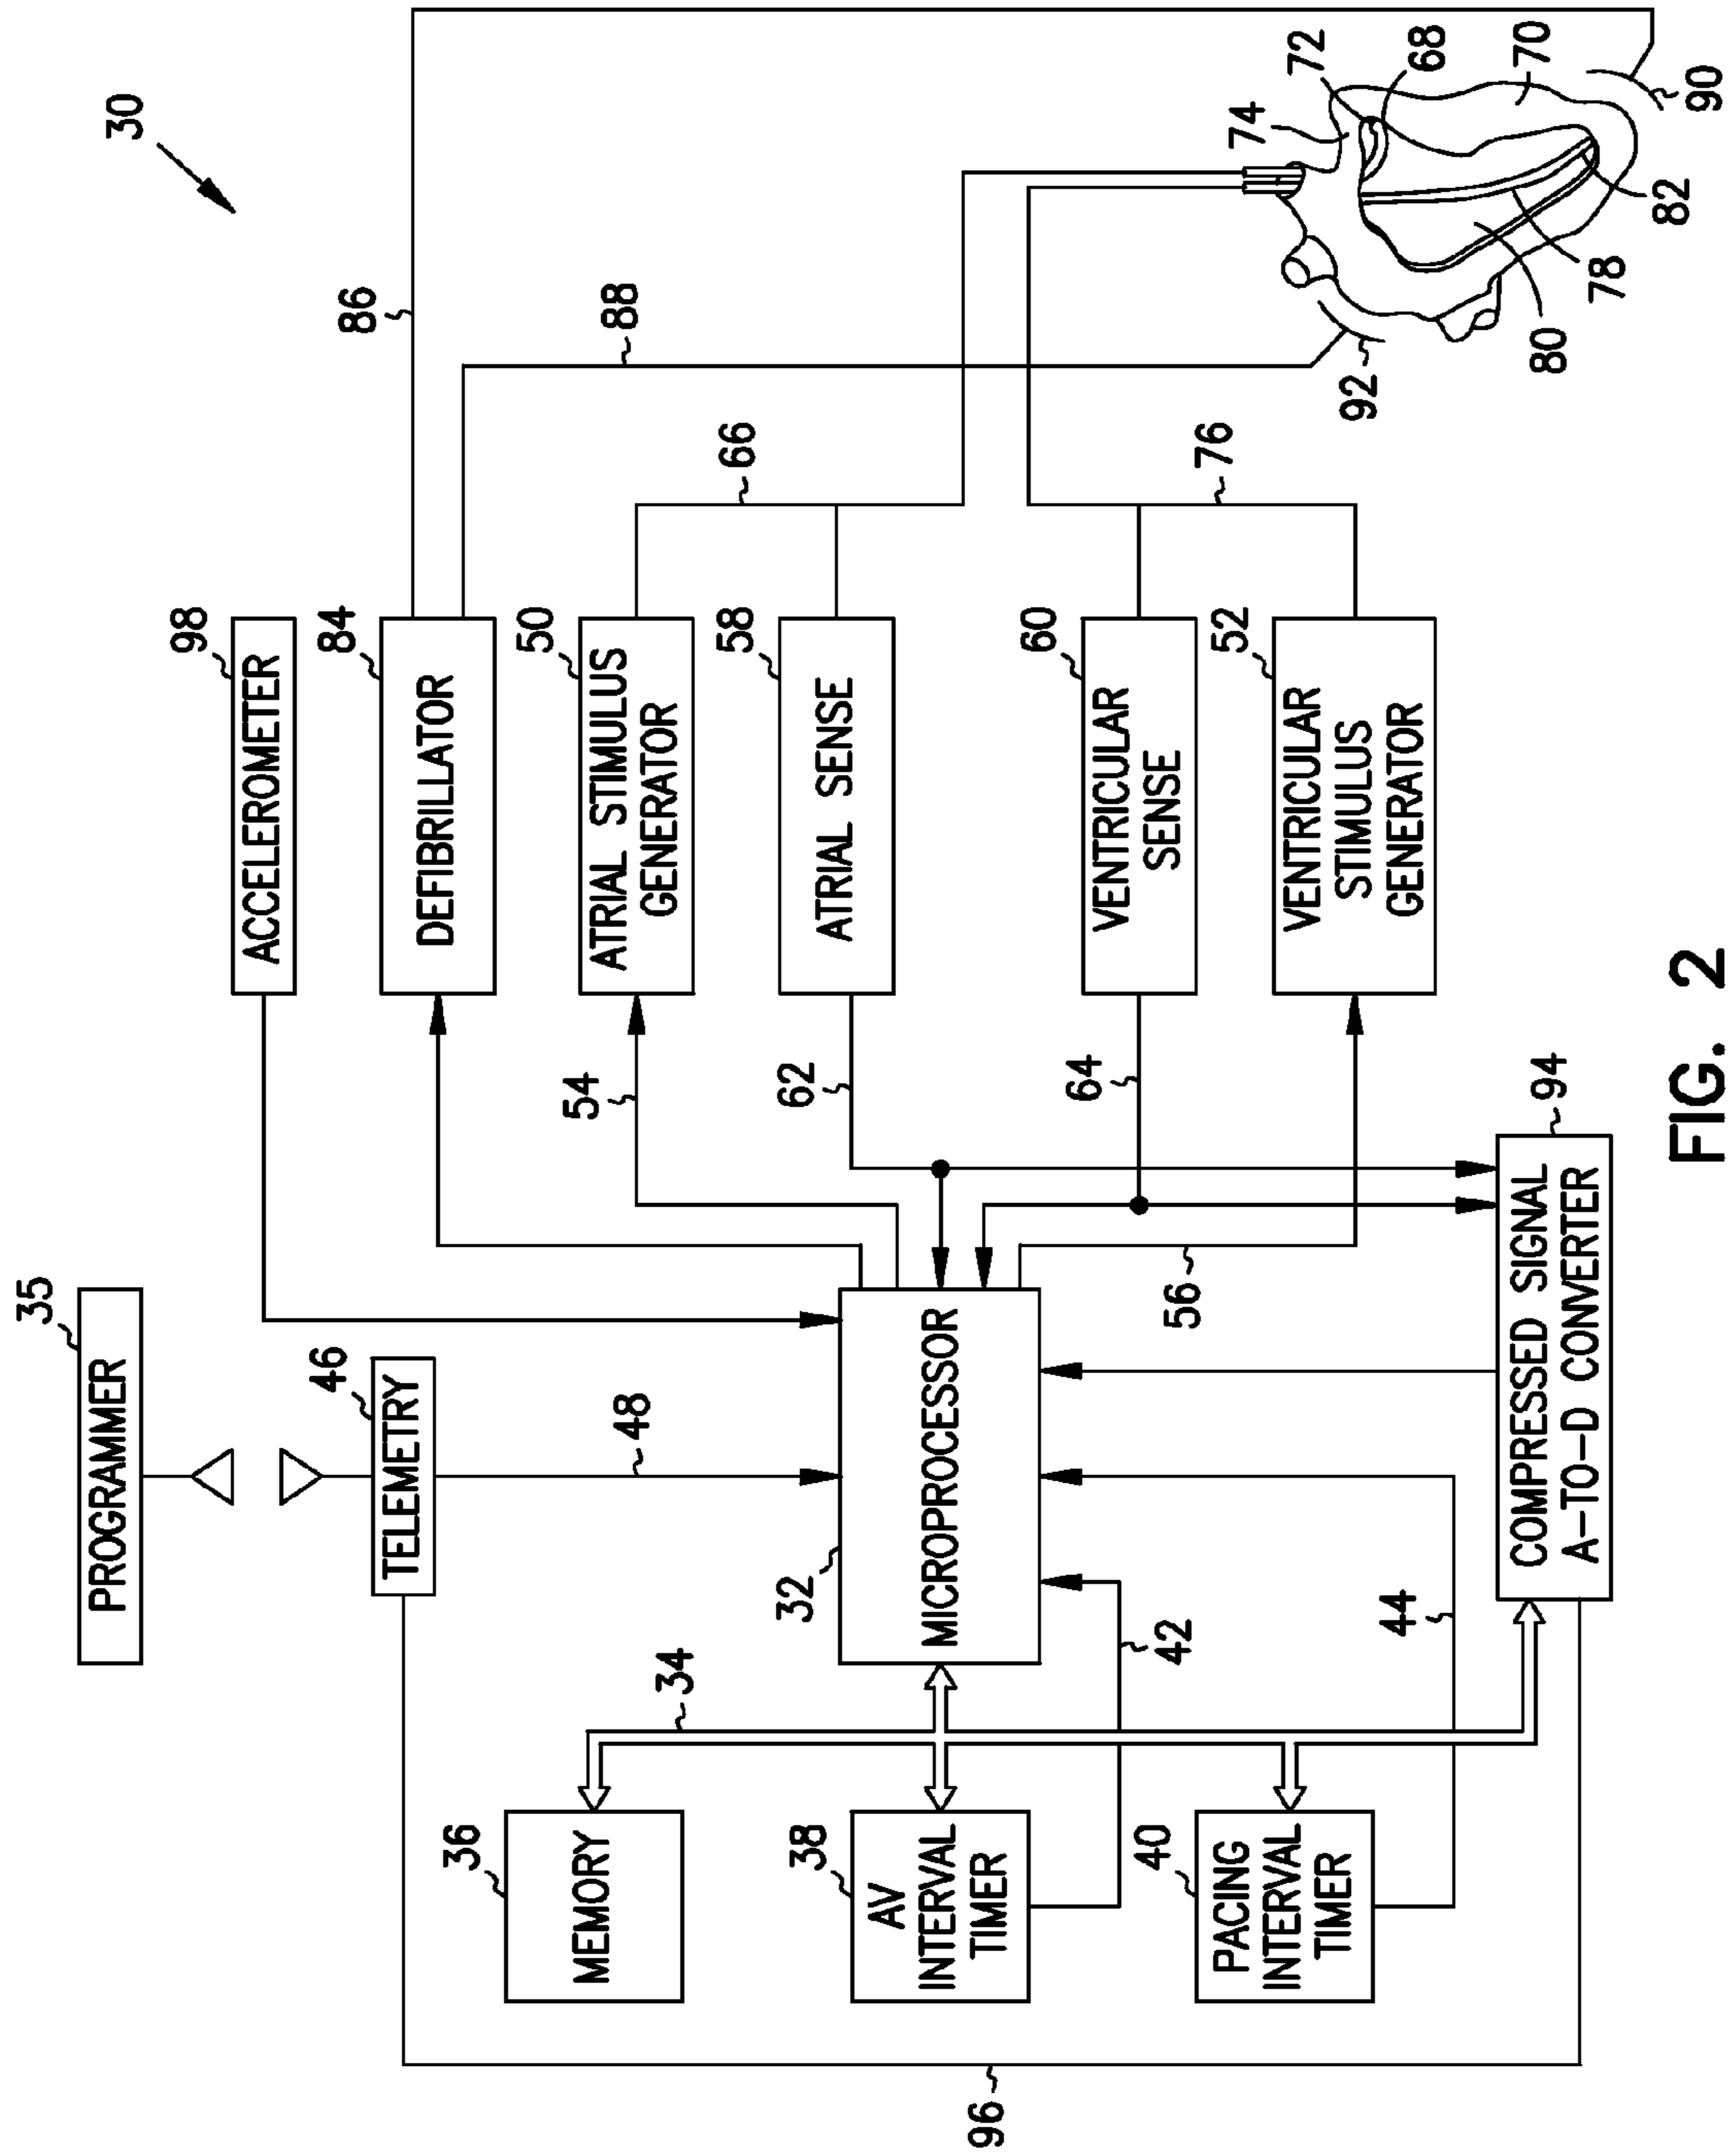 30
35
PROGRAMMER
46
TELEMETRY
48
98
ACCELEROMETER
84
DEFIBRILLATOR
86
88
50
ATRIAL STIMULUS
GENERATOR
54
66
58
ATRIAL SENSE
62
60
VENTRICULAR
SENSE
64
52
VENTRICULAR
STIMULUS
GENERATOR
56
76
32
MICROPROCESSOR
34
36
MEMORY
38
AV
INTERVAL
TIMER
42
40
PACING
INTERVAL
TIMER
44
94
COMPRESSED SIGNAL
A-TO-D CONVERTER
96
74
72
68
70
90
92
80
78
82
FIG. 2